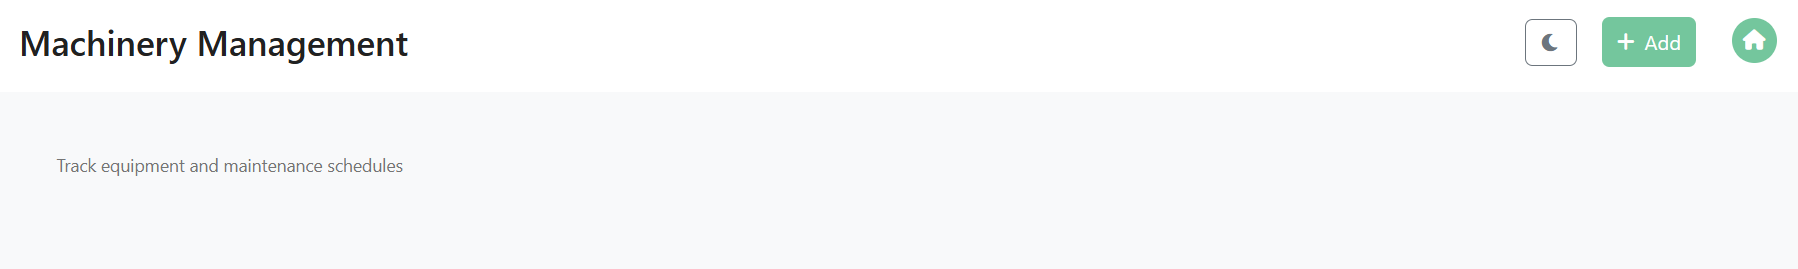 Machinery Management
Add
Track equipment and maintenance schedules